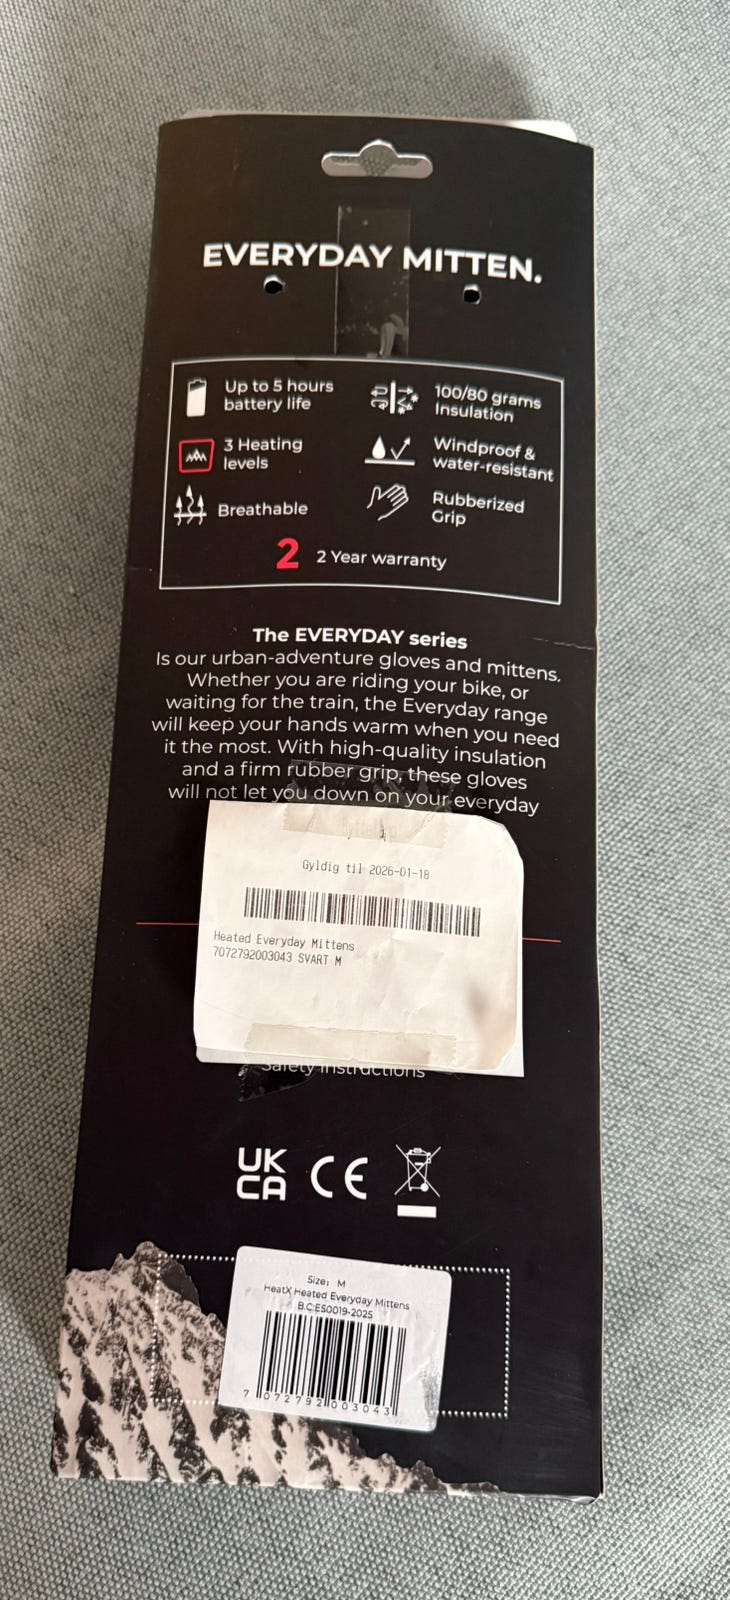 EVERYDAY MITTEN.
Up to 5 hours
battery life
100/80 grams
Insulation
3 Heating
levels
Windproof &
water-resistant
Breathable
Rubberized
Grip
2
2 Year warranty
The EVERYDAY series
Is our urban-adventure gloves and mittens.
Whether you are riding your bike, or
waiting for the train, the Everyday range
will keep your hands warm when you need
it the most. With high-quality insulation
and a firm rubber grip, these gloves
will not let you down on your everyday
Gyldig til 2026-01-18
Heated Everyday Mittens
7072792003043 SVART M
Safety Instructions
UK
CA
CE
Size: M
HeatX Heated Everyday Mittens
B.C:ES0019-2025
7 072792 003043